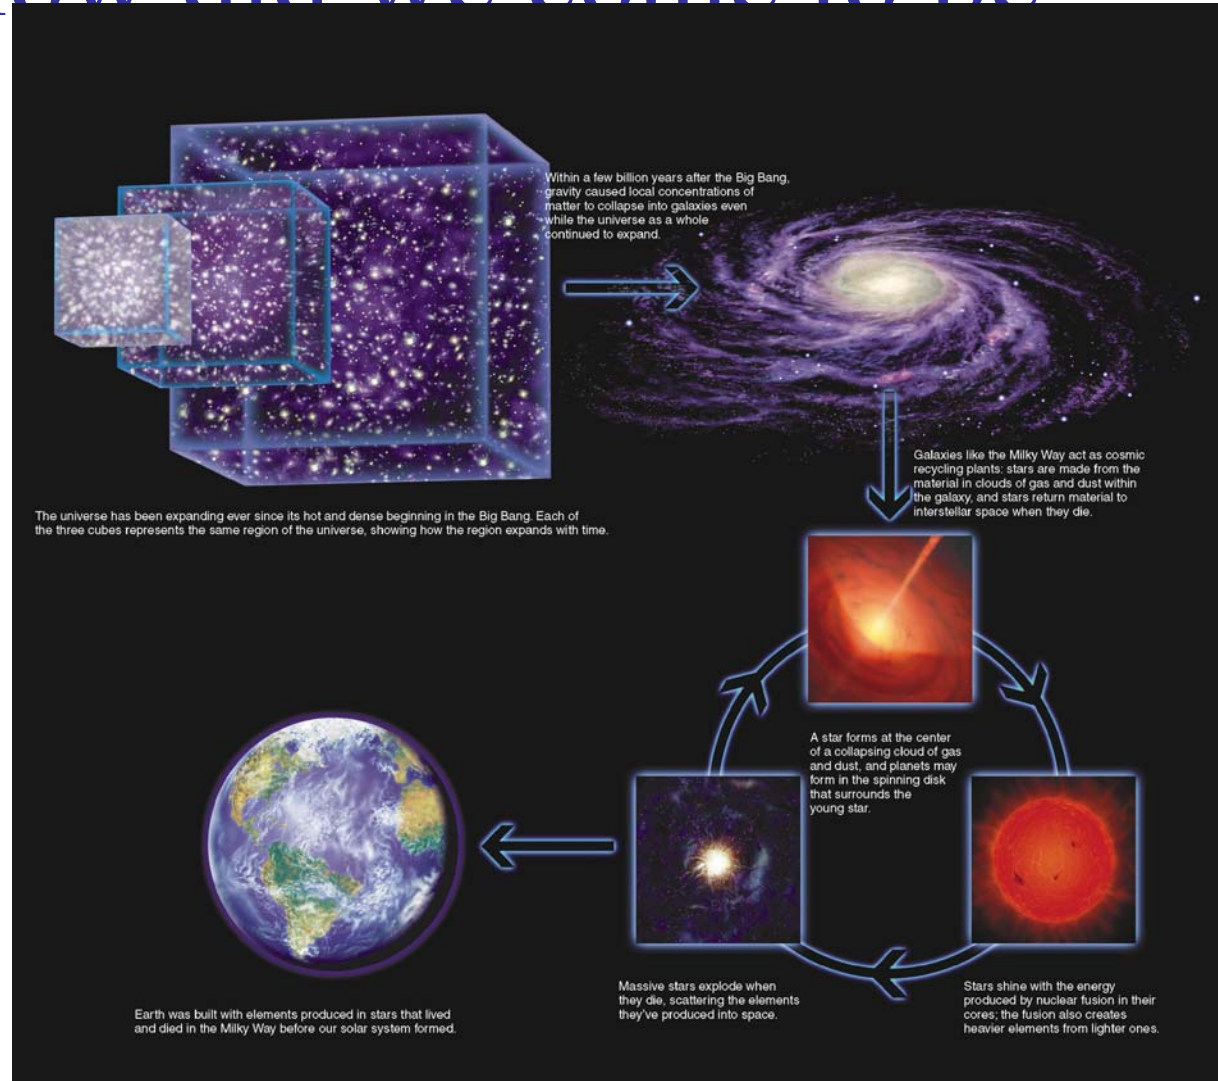 Within a few billion years after the Big Bang,
gravity caused local concentrations of
matter to collapse into galaxies even
while the universe as a whole
continued to expand.
Galaxies like the Milky Way act as cosmic
recycling plants: stars are made from the
material in clouds of gas and dust within
the galaxy, and stars return material to
interstellar space when they die.
The universe has been expanding ever since its hot and dense beginning in the Big Bang. Each of
the three cubes represents the same region of the universe, showing how the region expands with time.
A star forms at the center
of a collapsing cloud of gas
and dust, and planets may
form in the spinning disk
that surrounds the
young star.
Stars shine with the energy
produced by nuclear fusion in their
cores; the fusion also creates
heavier elements from lighter ones.
Massive stars explode when
they die, scattering the elements
they've produced into space.
Earth was built with elements produced in stars that lived
and died in the Milky Way before our solar system formed.